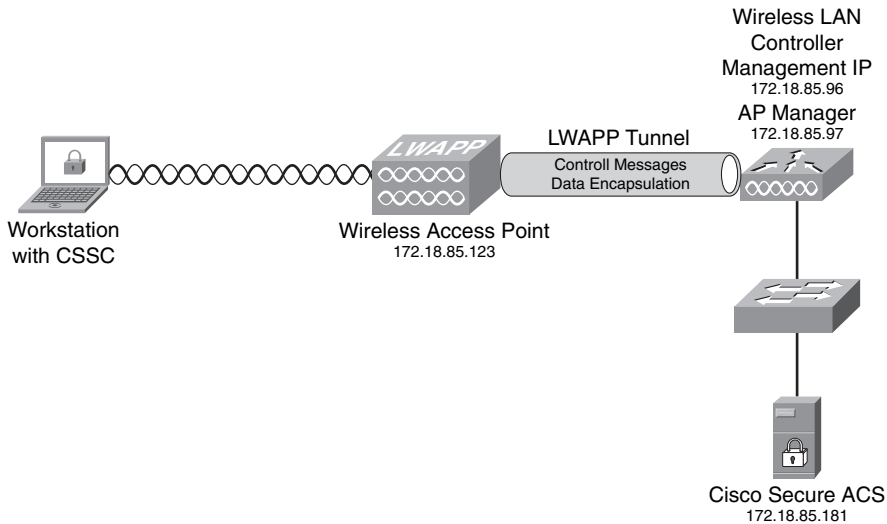 Wireless LAN
Controller
Management IP
172.18.85.96
AP Manager
172.18.85.97
LWAPP
LWAPP Tunnel
Controll Messages
Data Encapsulation
Workstation
with CSSC
Wireless Access Point
172.18.85.123
Cisco Secure ACS
172.18.85.181